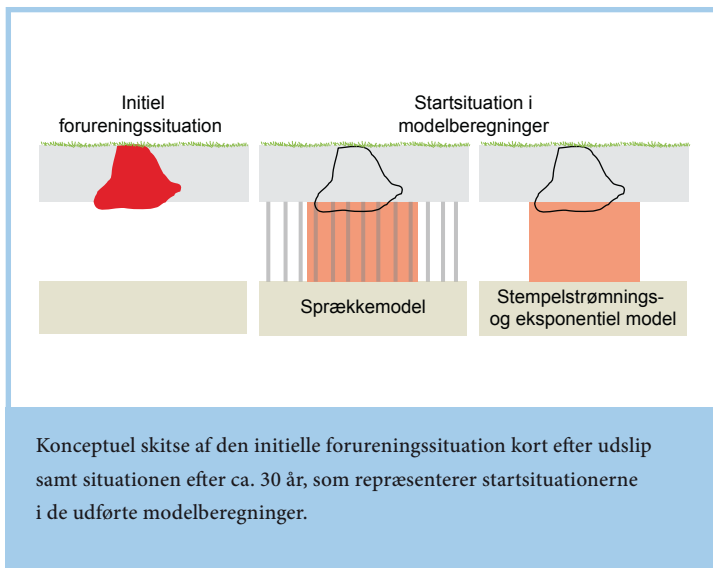 Initiel
forureningssituation
Startsituation i
modelberegninger
Sprækkemodel
Stempelstrømnings-
og eksponentiel model
Konceptuel skitse af den initielle forureningssituation kort efter udslip
samt situationen efter ca. 30 år, som repræsenterer startsituationerne
i de udførte modelberegninger.